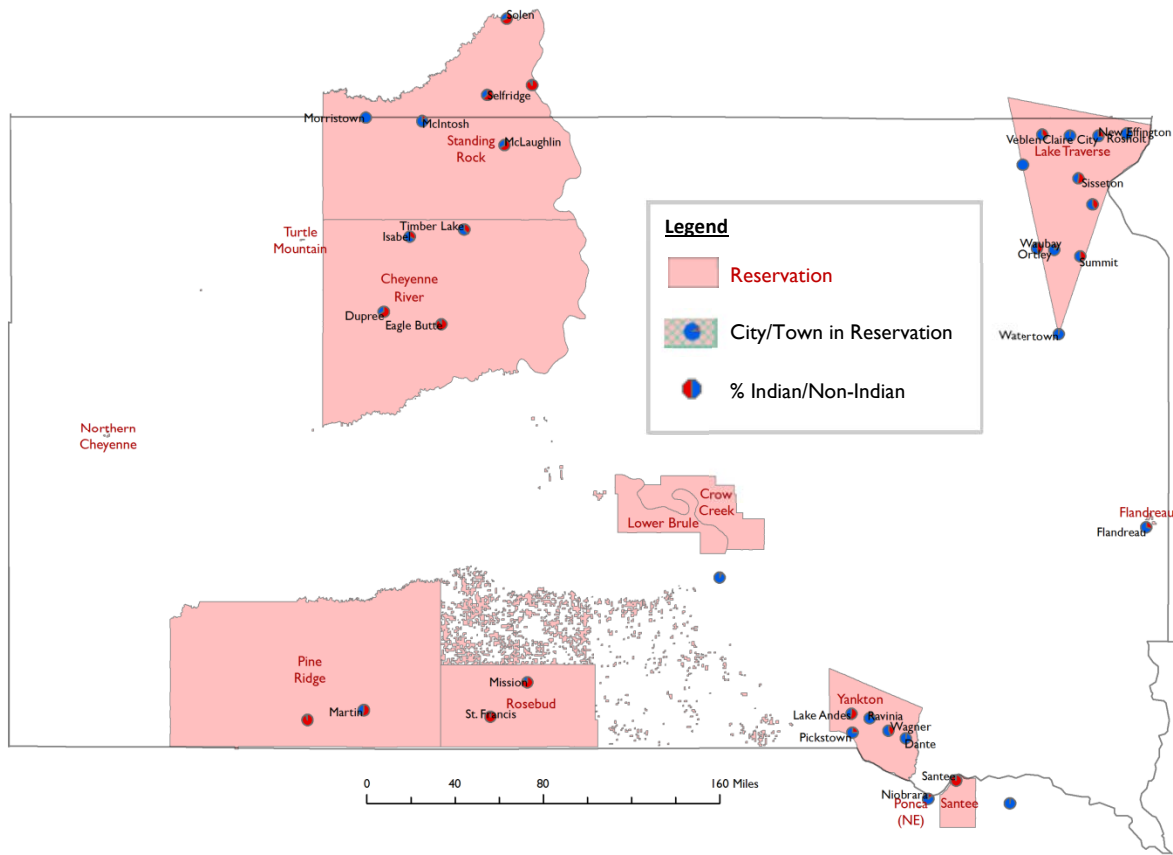 Solen
Selfridge
Morristown
McIntosh
McLaughlin
Standing
Rock
New Effington
Veblen
Claire City
Rosholt
Lake Traverse
Sisseton
Timber Lake
Isabel
Turtle
Mountain
Waubay
Ortley
Summit
Cheyenne
River
Dupree
Eagle Butte
Watertown
Legend
Reservation
City/Town in Reservation
% Indian/Non-Indian
Northern
Cheyenne
Crow
Creek
Lower Brule
Flandreau
Flandreau
Pine
Ridge
Mission
Rosebud
Martin
St. Francis
Yankton
Lake Andes
Ravinia
Wagner
Pickstown
Dante
Santee
Niobrara
Ponca
(NE)
Santee
0 40 80 160 Miles